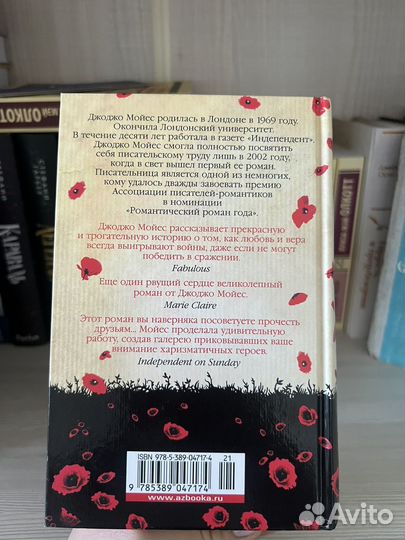 Джоджо Мойес родилась в Лондоне в 1969 году.
Окончила Лондонский университет.
В течение десяти лет работала в газете «Индепендент».
Джоджо Мойес смогла полностью посвятить
себя писательскому труду лишь в 2002 году,
когда в свет вышел первый ее роман.
Писательница является одной из немногих,
кому удалось дважды завоевать премию
Ассоциации писателей-романтиков
в номинации
«Романтический роман года».
Джоджо Мойес рассказывает прекрасную
и трогательную историю о том, как любовь и вера
всегда выигрывают войны, даже если не могут
победить в сражении.
Fabulous
Еще один рвущий сердце великолепный
роман от Джоджо Мойес.
Marie Claire
Этот роман вы наверняка посоветуете прочесть
друзьям... Мойес проделала удивительную
работу, создав галерею приковывавших ваше
внимание харизматичных героев.
Independent on Sunday
ISBN 978-5-389-04717-4
21
9 785389 047174
www.azbooka.ru
ОЛКОТТ
Avito